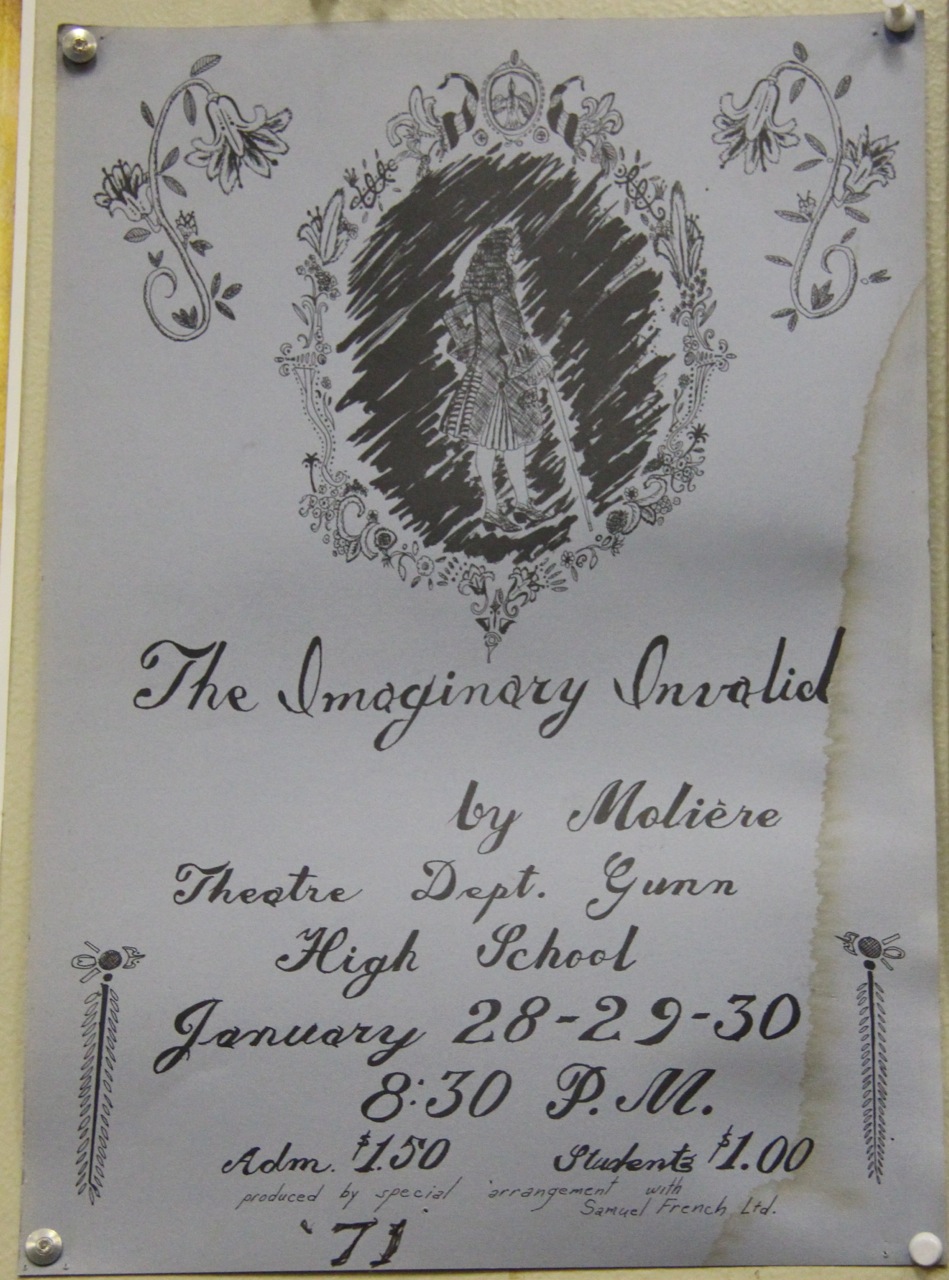 The Imaginary Invalid
by Molière
Theatre Dept. Gunn
High School
January 28-29-30
8:30 P.M.
Adm. $1.50 Students $1.00
produced by special arrangement with
Samuel French Ltd.
'71